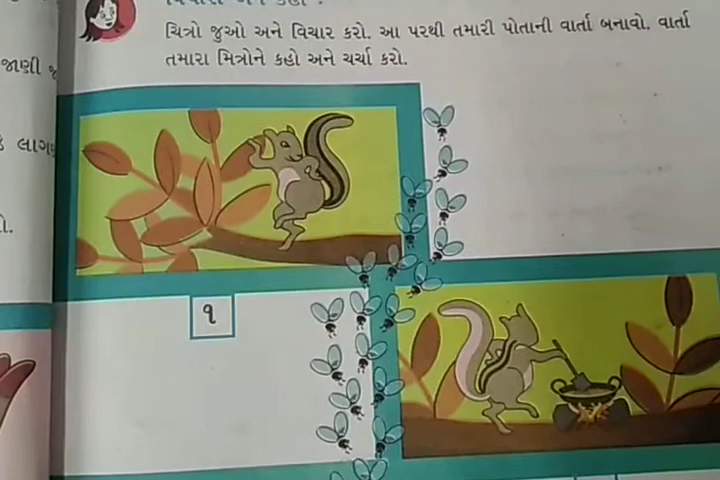 ચિત્રો જુઓ અને વિચાર કરો. આ પરથી તમારી પોતાની વાર્તા બનાવો. વાર્તા
તમારા મિત્રોને કહો અને ચર્ચા કરો.
જાણી
૧